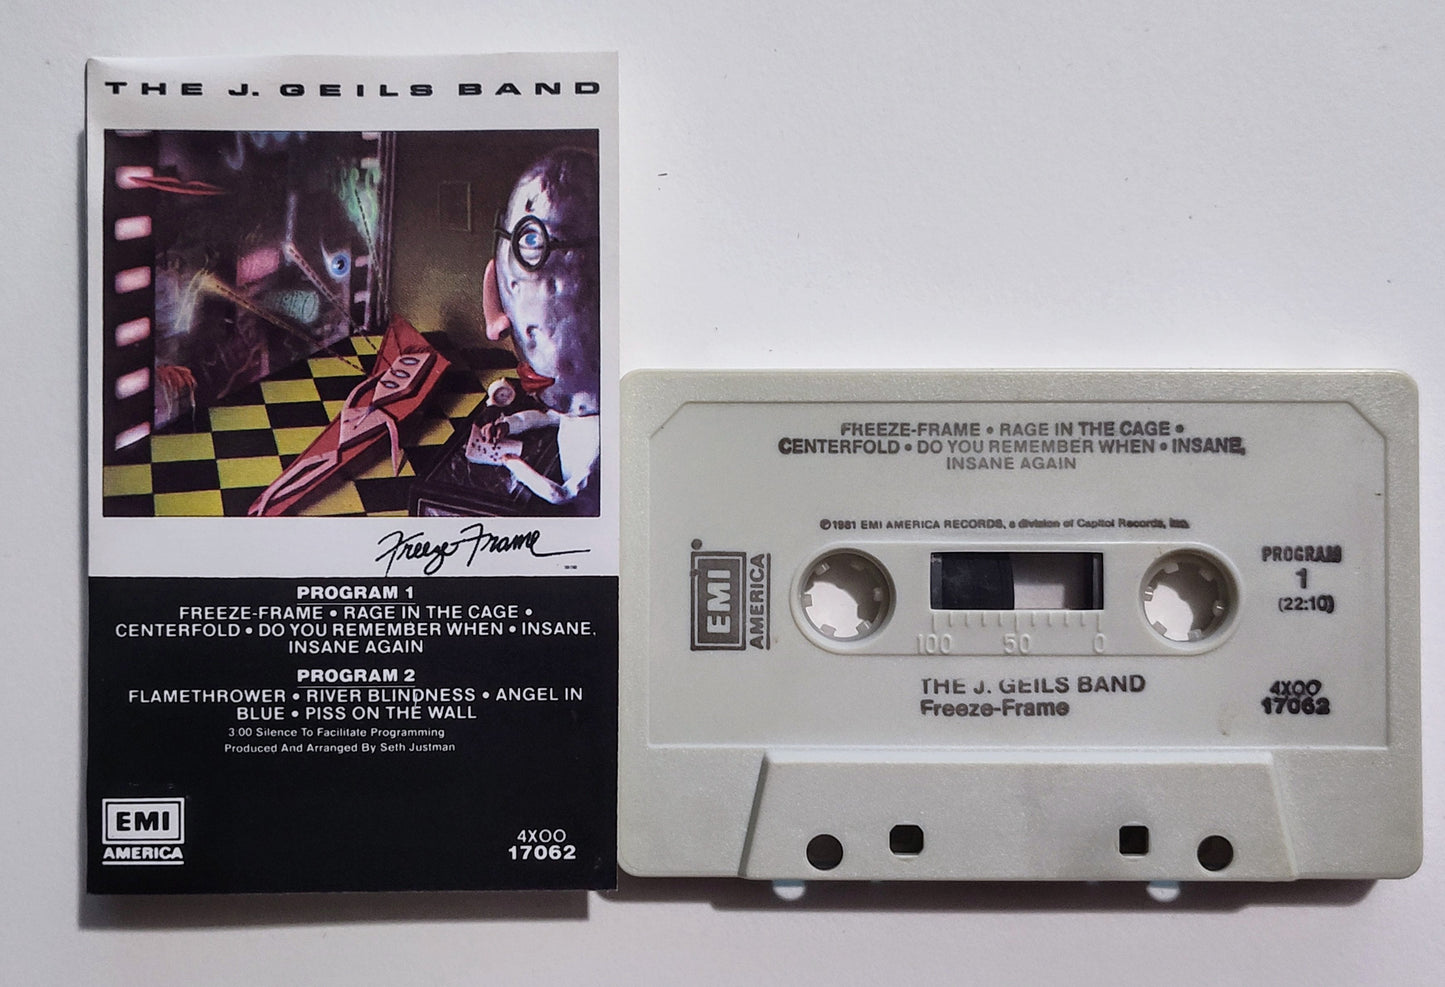 THE J. GEILS BAND
Freeze-Frame
PROGRAM 1
FREEZE-FRAME • RAGE IN THE CAGE •
CENTERFOLD • DO YOU REMEMBER WHEN • INSANE,
INSANE AGAIN
PROGRAM 2
FLAMETHROWER • RIVER BLINDNESS • ANGEL IN
BLUE • PISS ON THE WALL
3:00 Silence To Facilitate Programming
Produced And Arranged By Seth Justman
EMI
AMERICA
4XOO
17062
FREEZE-FRAME • RAGE IN THE CAGE •
CENTERFOLD • DO YOU REMEMBER WHEN • INSANE,
INSANE AGAIN
℗1981 EMI AMERICA RECORDS, a division of Capitol Records, Inc.
EMI
AMERICA
PROGRAM
1
(22:10)
100 50 0
THE J. GEILS BAND
Freeze-Frame
4XOO
17062